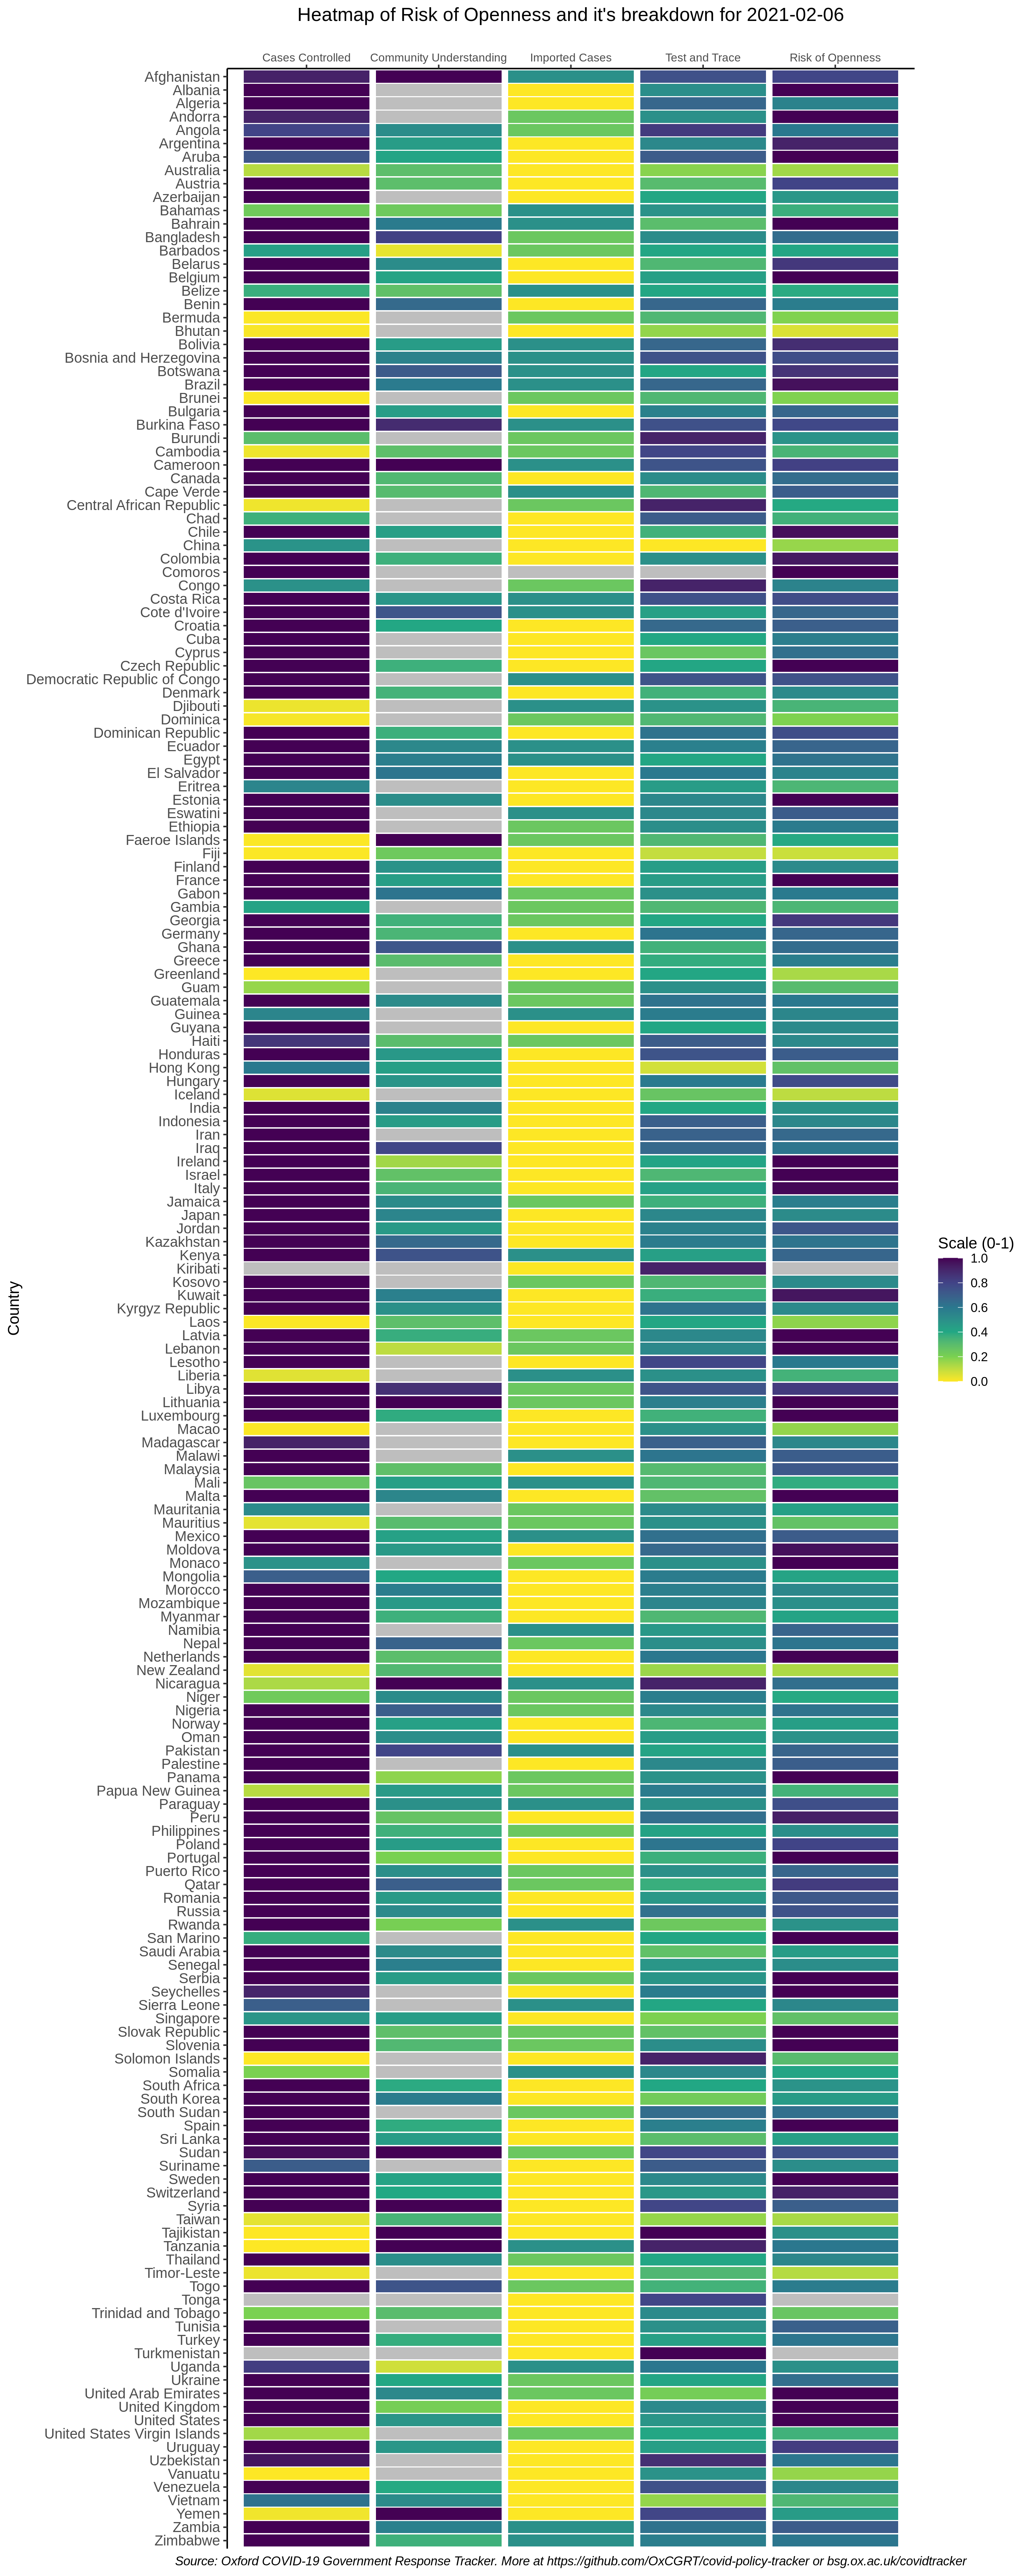 Heatmap of Risk of Openness and it's breakdown for 2021-02-06
Cases Controlled Community Understanding Imported Cases Test and Trace Risk of Openness
Afghanistan
Albania
Algeria
Andorra
Angola
Argentina
Aruba
Australia
Austria
Azerbaijan
Bahamas
Bahrain
Bangladesh
Barbados
Belarus
Belgium
Belize
Benin
Bermuda
Bhutan
Bolivia
Bosnia and Herzegovina
Botswana
Brazil
Brunei
Bulgaria
Burkina Faso
Burundi
Cambodia
Cameroon
Canada
Cape Verde
Central African Republic
Chad
Chile
China
Colombia
Comoros
Congo
Costa Rica
Cote d'Ivoire
Croatia
Cuba
Cyprus
Czech Republic
Democratic Republic of Congo
Denmark
Djibouti
Dominica
Dominican Republic
Ecuador
Egypt
El Salvador
Eritrea
Estonia
Eswatini
Ethiopia
Faeroe Islands
Fiji
Finland
France
Gabon
Gambia
Georgia
Germany
Ghana
Greece
Greenland
Guam
Guatemala
Guinea
Guyana
Haiti
Honduras
Hong Kong
Hungary
Iceland
India
Indonesia
Iran
Iraq
Ireland
Israel
Italy
Jamaica
Japan
Jordan
Kazakhstan
Kenya
Kiribati
Kosovo
Kuwait
Kyrgyz Republic
Laos
Latvia
Lebanon
Lesotho
Liberia
Libya
Lithuania
Luxembourg
Macao
Madagascar
Malawi
Malaysia
Mali
Malta
Mauritania
Mauritius
Mexico
Moldova
Monaco
Mongolia
Morocco
Mozambique
Myanmar
Namibia
Nepal
Netherlands
New Zealand
Nicaragua
Niger
Nigeria
Norway
Oman
Pakistan
Palestine
Panama
Papua New Guinea
Paraguay
Peru
Philippines
Poland
Portugal
Puerto Rico
Qatar
Romania
Russia
Rwanda
San Marino
Saudi Arabia
Senegal
Serbia
Seychelles
Sierra Leone
Singapore
Slovak Republic
Slovenia
Solomon Islands
Somalia
South Africa
South Korea
South Sudan
Spain
Sri Lanka
Sudan
Suriname
Sweden
Switzerland
Syria
Taiwan
Tajikistan
Tanzania
Thailand
Timor-Leste
Togo
Tonga
Trinidad and Tobago
Tunisia
Turkey
Turkmenistan
Uganda
Ukraine
United Arab Emirates
United Kingdom
United States
United States Virgin Islands
Uruguay
Uzbekistan
Vanuatu
Venezuela
Vietnam
Yemen
Zambia
Zimbabwe
Country
Scale (0-1)
1.0
0.8
0.6
0.4
0.2
0.0
Source: Oxford COVID-19 Government Response Tracker. More at https://github.com/OxCGRT/covid-policy-tracker or bsg.ox.ac.uk/covidtracker